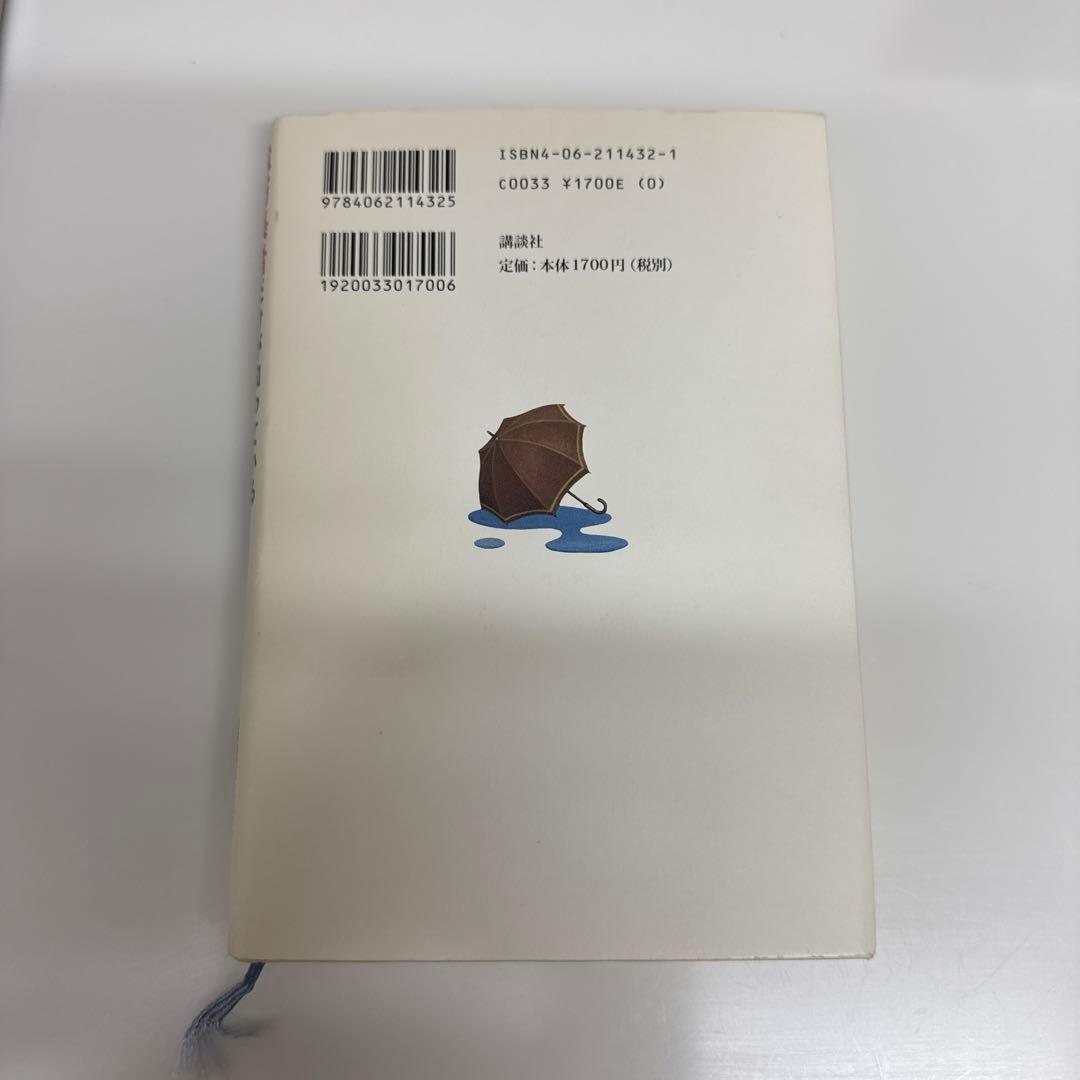 ISBN4-06-211432-1
C0033 ¥1700E (0)
9784062114325
講談社
定価：本体1700円（税別）
1920033017006